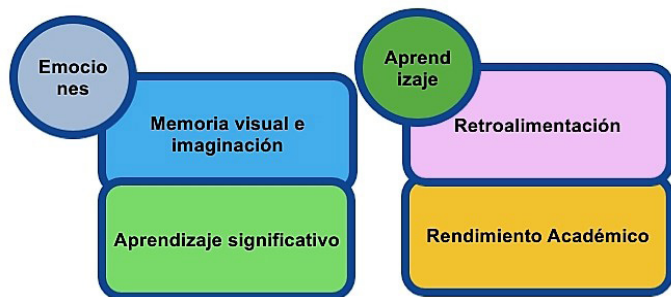 Emocio
nes
Memoria visual e
imaginación
Aprendizaje significativo
Aprend
izaje
Retroalimentación
Rendimiento Académico